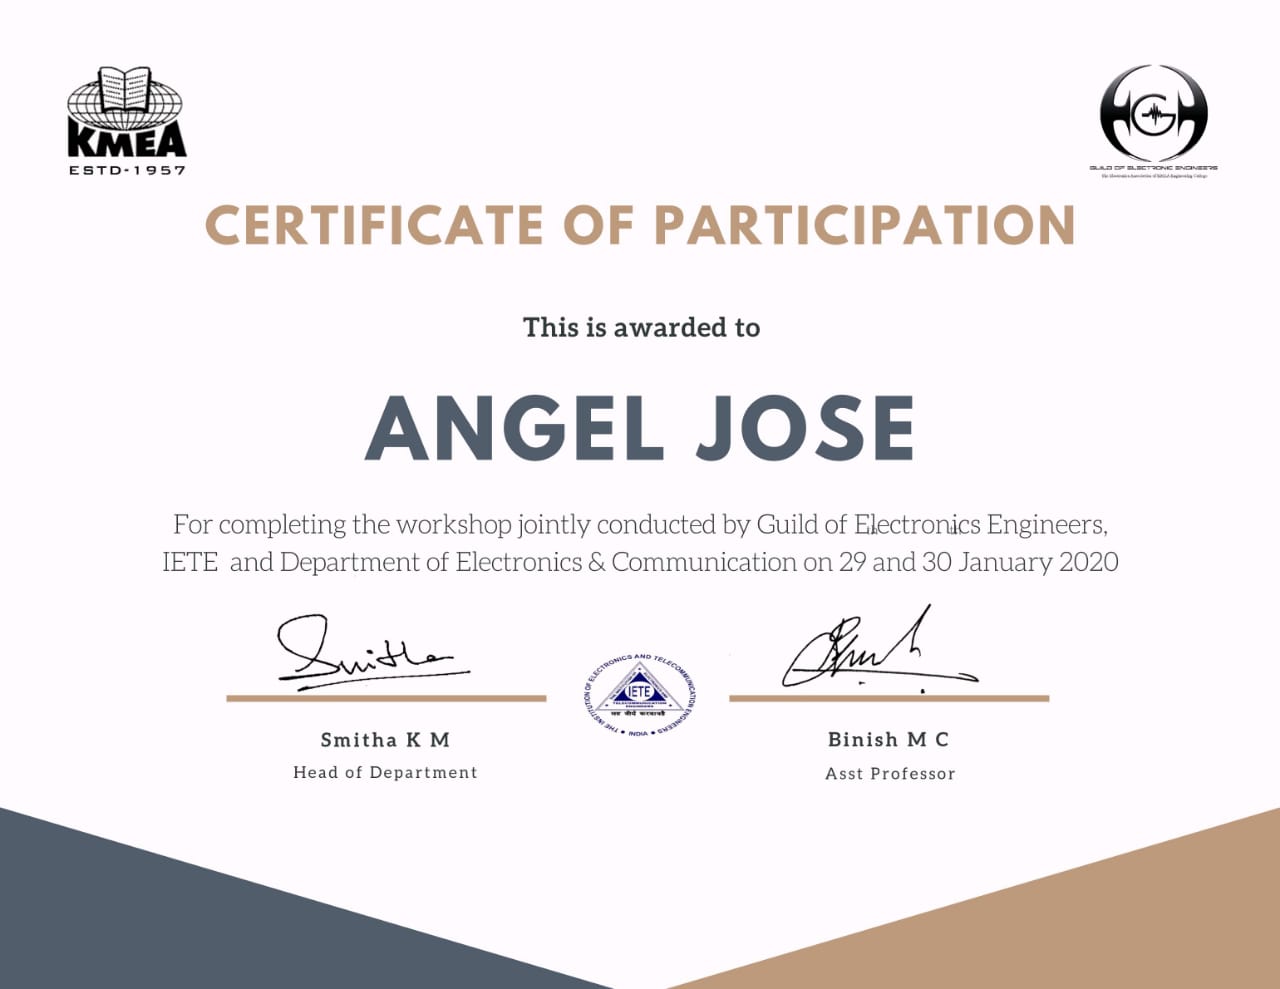 KMEA
ESTD-1957
GUILD OF ELECTRONIC ENGINEERS
The Electronics Association of KMEA Engineering College
CERTIFICATE OF PARTICIPATION
This is awarded to
ANGEL JOSE
For completing the workshop jointly conducted by Guild of Electronics Engineers,
th th
IETE and Department of Electronics & Communication on 29 and 30 January 2020
Smitha
THE INSTITUTION OF ELECTRONICS AND TELECOMMUNICATION ENGINEERS
IETE
INDIA
Smitha K M
Binish M C
Head of Department
Asst Professor